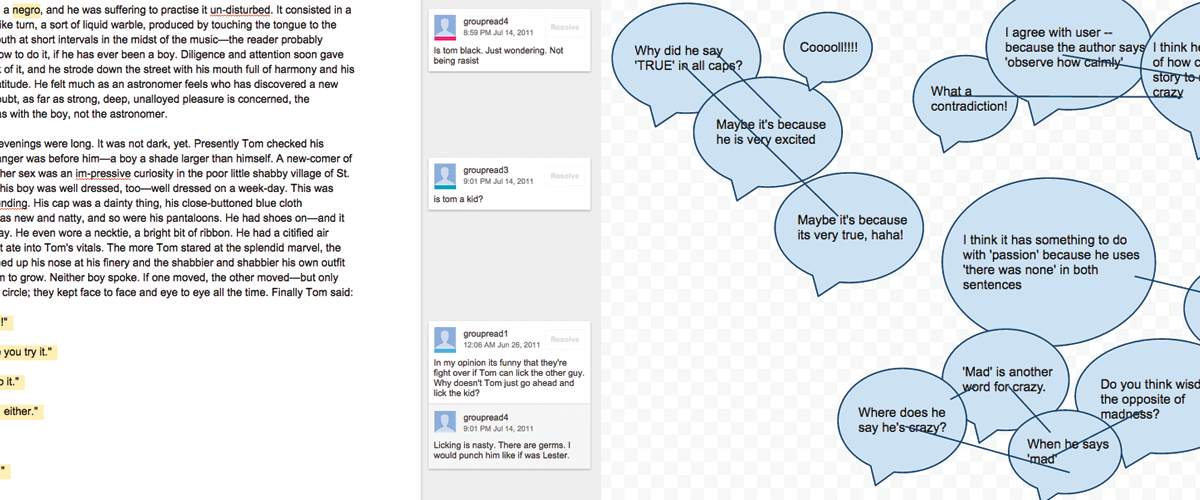 a negro, and he was suffering to practise it un-disturbed. It consisted in a
like turn, a sort of liquid warble, produced by touching the tongue to the
outh at short intervals in the midst of the music—the reader probably
ow to do it, if he has ever been a boy. Diligence and attention soon gave
of it, and he strode down the street with his mouth full of harmony and his
atitude. He felt much as an astronomer feels who has discovered a new
oubt, as far as strong, deep, unalloyed pleasure is concerned, the
as with the boy, not the astronomer.
evenings were long. It was not dark, yet. Presently Tom checked his
anger was before him—a boy a shade larger than himself. A new-comer of
her sex was an im-pressive curiosity in the poor little shabby village of St.
his boy was well dressed, too—well dressed on a week-day. This was
unding. His cap was a dainty thing, his close-buttoned blue cloth
as new and natty, and so were his pantaloons. He had shoes on—and it
ay. He even wore a necktie, a bright bit of ribbon. He had a citified air
t ate into Tom's vitals. The more Tom stared at the splendid marvel, the
ned up his nose at his finery and the shabbier and shabbier his own outfit
m to grow. Neither boy spoke. If one moved, the other moved—but only
circle; they kept face to face and eye to eye all the time. Finally Tom said:
!"
e you try it."
o it."
either."
"
groupread4
8:59 PM Jul 14, 2011
Resolve
Is tom black. Just wondering. Not
being rasist
groupread3
9:01 PM Jul 14, 2011
Resolve
is tom a kid?
groupread1
12:06 AM Jun 26, 2011
Resolve
In my opinion its funny that they're
fight over if Tom can lick the other guy.
Why doesn't Tom just go ahead and
lick the kid?
groupread4
9:01 PM Jul 14, 2011
Licking is nasty. There are germs. I
would punch him like if was Lester.
Why did he say
'TRUE' in all caps?
Cooool!!!!
Maybe it's because
he is very excited
Maybe it's because
its very true, haha!
What a
contradiction!
I agree with user --
because the author says
'observe how calmly'
I think he
of how c
story to
crazy
I think it has something to do
with 'passion' because he uses
'there was none' in both
sentences
'Mad' is another
word for crazy.
Where does he
say he's crazy?
When he says
'mad'
Do you think wisd
the opposite of
madness?